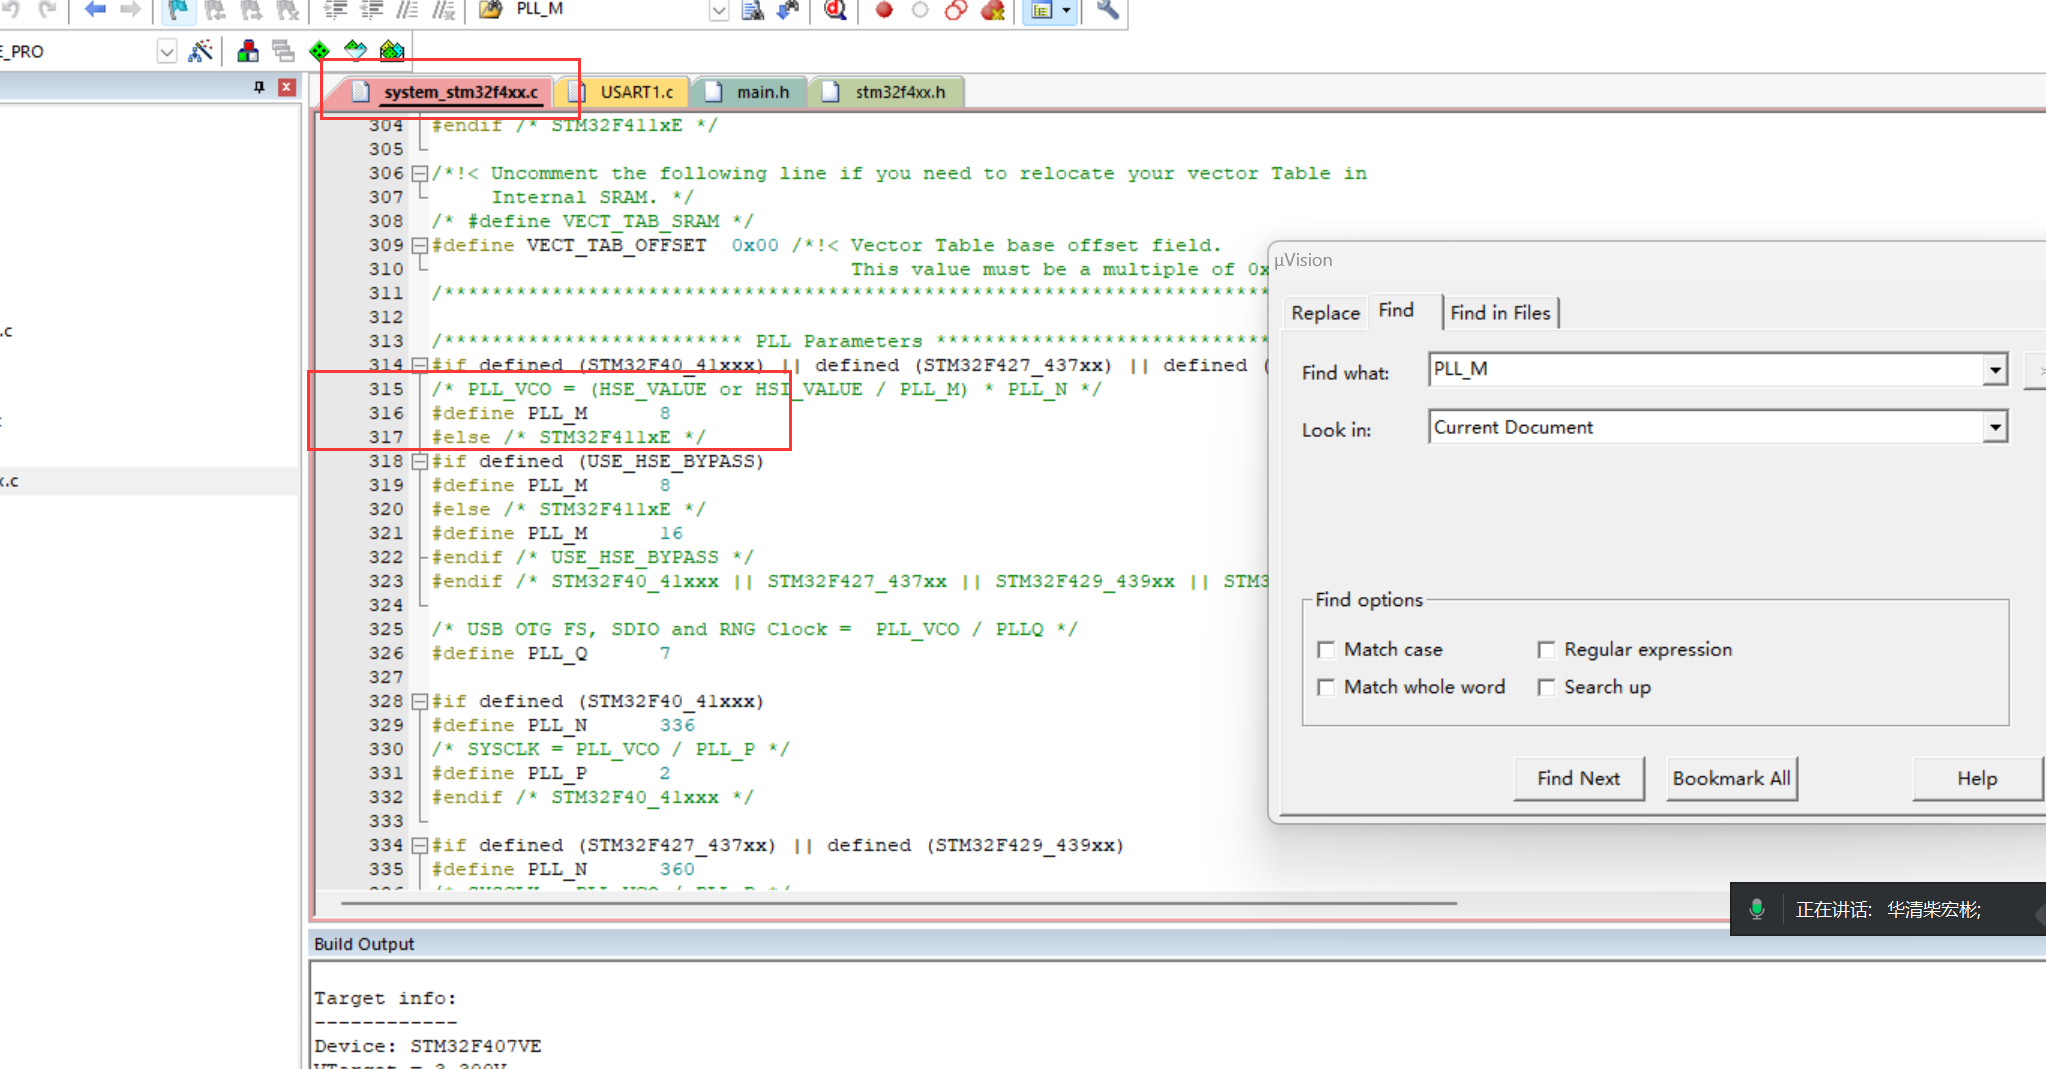 PLL_M
E_PRO
system_stm32f4xx.c
USART1.c
main.h
stm32f4xx.h
.c
x.c
304 #endif /* STM32F411xE */
305
306 /*!< Uncomment the following line if you need to relocate your vector Table in
307 Internal SRAM. */
308 /* #define VECT_TAB_SRAM */
309 #define VECT_TAB_OFFSET 0x00 /*!< Vector Table base offset field.
310 This value must be a multiple of 0x
311 /**********************************************************************
312
313 /************************* PLL Parameters ****************************
314 #if defined (STM32F40_41xxx) || defined (STM32F427_437xx) || defined (
315 /* PLL_VCO = (HSE_VALUE or HSI_VALUE / PLL_M) * PLL_N */
316 #define PLL_M 8
317 #else /* STM32F411xE */
318 #if defined (USE_HSE_BYPASS)
319 #define PLL_M 8
320 #else /* STM32F411xE */
321 #define PLL_M 16
322 #endif /* USE_HSE_BYPASS */
323 #endif /* STM32F40_41xxx || STM32F427_437xx || STM32F429_439xx || STM3
324
325 /* USB OTG FS, SDIO and RNG Clock = PLL_VCO / PLLQ */
326 #define PLL_Q 7
327
328 #if defined (STM32F40_41xxx)
329 #define PLL_N 336
330 /* SYSCLK = PLL_VCO / PLL_P */
331 #define PLL_P 2
332 #endif /* STM32F40_41xxx */
333
334 #if defined (STM32F427_437xx) || defined (STM32F429_439xx)
335 #define PLL_N 360
µVision
Replace
Find
Find in Files
Find what:
PLL_M
Look in:
Current Document
Find options
Match case
Regular expression
Match whole word
Search up
Find Next
Bookmark All
Help
正在讲话: 华清柴宏彬;
Build Output
Target info:
------------
Device: STM32F407VE
VTarget = 3.300V